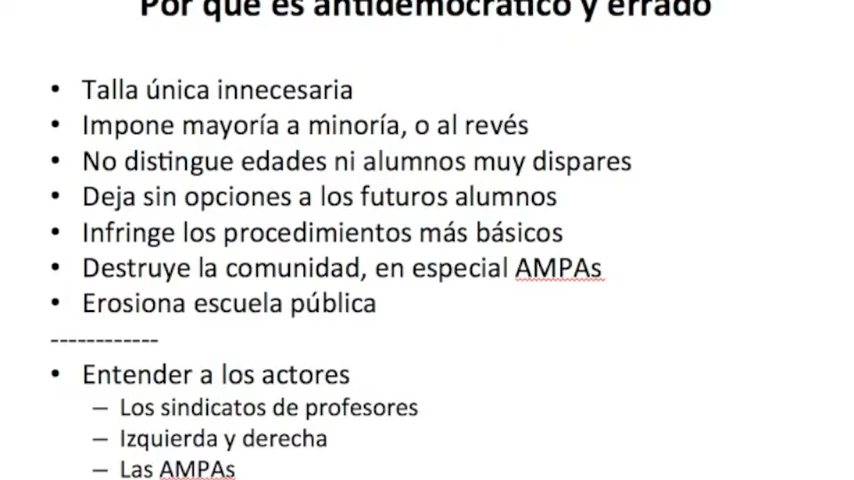 Por qué es antidemocrático y errado
• Talla única innecesaria
• Impone mayoría a minoría, o al revés
• No distingue edades ni alumnos muy dispares
• Deja sin opciones a los futuros alumnos
• Infringe los procedimientos más básicos
• Destruye la comunidad, en especial AMPAs
• Erosiona escuela pública
------------
• Entender a los actores
– Los sindicatos de profesores
– Izquierda y derecha
– Las AMPAs